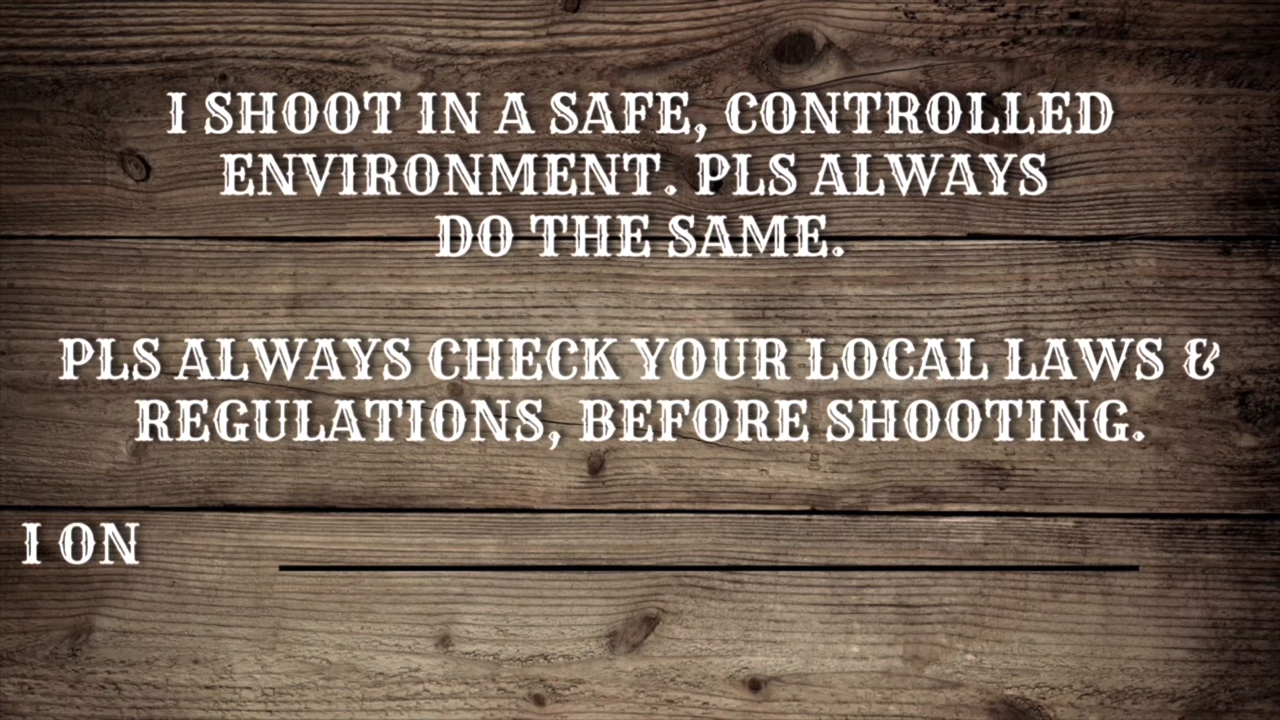 I SHOOT IN A SAFE, CONTROLLED
ENVIRONMENT. PLS ALWAYS
DO THE SAME.
PLS ALWAYS CHECK YOUR LOCAL LAWS &
REGULATIONS, BEFORE SHOOTING.
I ON